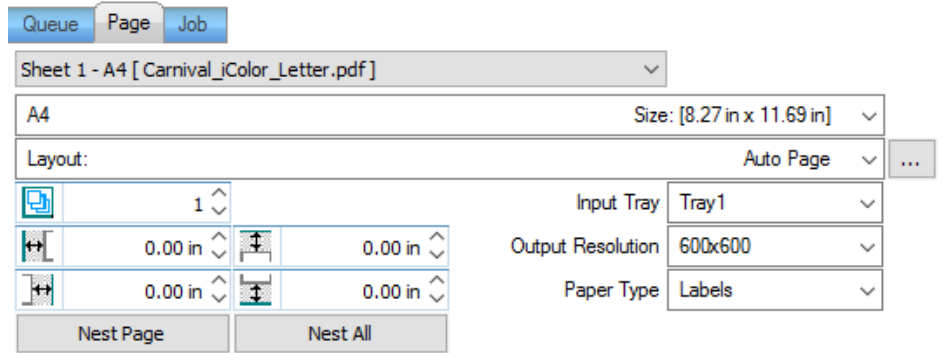 Queue Page Job
Sheet 1 - A4 [ Carnival_iColor_Letter.pdf ]
A4 Size: [8.27 in x 11.69 in]
Layout: Auto Page ...
1 Input Tray Tray1
0.00 in 0.00 in Output Resolution 600x600
0.00 in 0.00 in Paper Type Labels
Nest Page Nest All